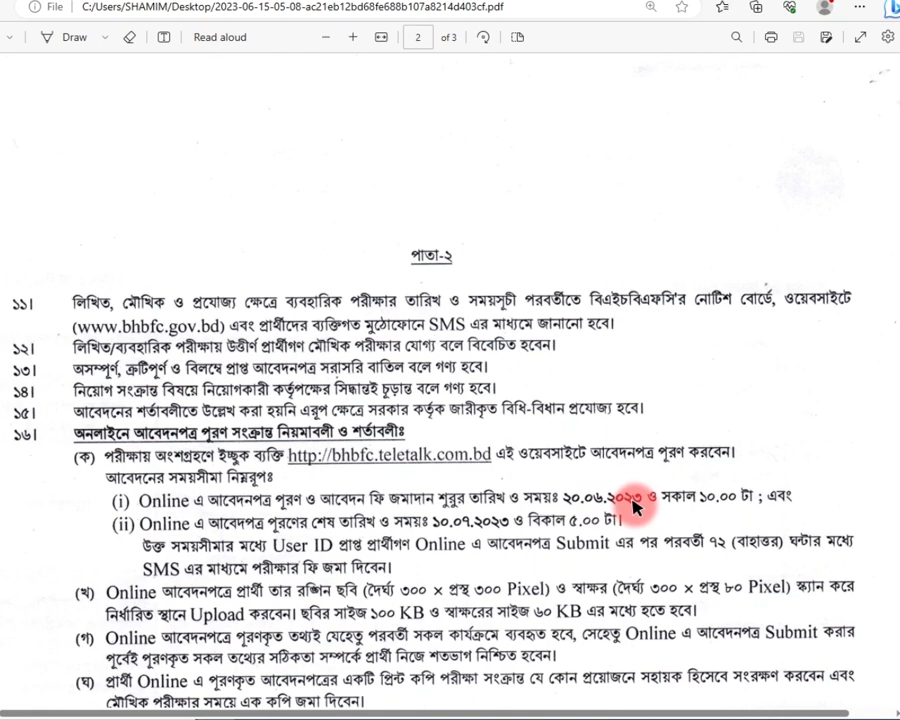 File C:/Users/SHAMIM/Desktop/2023-06-15-05-08-ac21eb12bd68fe688b107a8214d403cf.pdf
Draw Read aloud 2 of 3
পাতা-২
১১। লিখিত, মৌখিক ও প্রযোজ্য ক্ষেত্রে ব্যবহারিক পরীক্ষার তারিখ ও সময়সূচী পরবর্তীতে বিএইচবিএফসি'র নোটিশ বোর্ডে, ওয়েবসাইটে
(www.bhbfc.gov.bd) এবং প্রার্থীদের ব্যক্তিগত মুঠোফোনে SMS এর মাধ্যমে জানানো হবে।
১২। লিখিত/ব্যবহারিক পরীক্ষায় উত্তীর্ণ প্রার্থীগণ মৌখিক পরীক্ষার যোগ্য বলে বিবেচিত হবেন।
১৩। অসম্পূর্ণ, ত্রুটিপূর্ণ ও বিলম্বে প্রাপ্ত আবেদনপত্র সরাসরি বাতিল বলে গণ্য হবে।
১৪। নিয়োগ সংক্রান্ত বিষয়ে নিয়োগকারী কর্তৃপক্ষের সিদ্ধান্তই চূড়ান্ত বলে গণ্য হবে।
১৫। আবেদনের শর্তাবলীতে উল্লেখ করা হয়নি এরূপ ক্ষেত্রে সরকার কর্তৃক জারীকৃত বিধি-বিধান প্রযোজ্য হবে।
১৬। অনলাইনে আবেদনপত্র পূরণ সংক্রান্ত নিয়মাবলী ও শর্তাবলীঃ
(ক) পরীক্ষায় অংশগ্রহণে ইচ্ছুক ব্যক্তি http://bhbfc.teletalk.com.bd এই ওয়েবসাইটে আবেদনপত্র পূরণ করবেন।
আবেদনের সময়সীমা নিম্নরূপঃ
(i) Online এ আবেদনপত্র পূরণ ও আবেদন ফি জমাদান শুরুর তারিখ ও সময়ঃ ২০.০৬.২০২৩ ও সকাল ১০.০০ টা ; এবং
(ii) Online এ আবেদপত্র পূরণের শেষ তারিখ ও সময়ঃ ১০.০৭.২০২৩ ও বিকাল ৫.০০ টা।
উক্ত সময়সীমার মধ্যে User ID প্রাপ্ত প্রার্থীগণ Online এ আবেদনপত্র Submit এর পর পরবর্তী ৭২ (বাহাত্তর) ঘন্টার মধ্যে
SMS এর মাধ্যমে পরীক্ষার ফি জমা দিবেন।
(খ) Online আবেদনপত্রে প্রার্থী তার রঙ্গিন ছবি (দৈর্ঘ্য ৩০০ × প্রস্থ ৩০০ Pixel) ও স্বাক্ষর (দৈর্ঘ্য ৩০০ × প্রস্থ ৮০ Pixel) স্ক্যান করে
নির্ধারিত স্থানে Upload করবেন। ছবির সাইজ ১০০ KB ও স্বাক্ষরের সাইজ ৬০ KB এর মধ্যে হতে হবে।
(গ) Online আবেদনপত্রে পূরণকৃত তথ্যই যেহেতু পরবর্তী সকল কার্যক্রমে ব্যবহৃত হবে, সেহেতু Online এ আবেদনপত্র Submit করার
পূর্বেই পূরণকৃত সকল তথ্যের সঠিকতা সম্পর্কে প্রার্থী নিজে শতভাগ নিশ্চিত হবেন।
(ঘ) প্রার্থী Online এ পূরণকৃত আবেদনপত্রের একটি প্রিন্ট কপি পরীক্ষা সংক্রান্ত যে কোন প্রয়োজনে সহায়ক হিসেবে সংরক্ষণ করবেন এবং
মৌখিক পরীক্ষার সময়ে এক কপি জমা দিবেন।